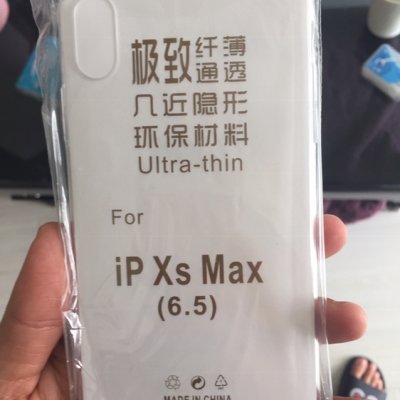 极致纤薄通透
几近隐形
环保材料
Ultra-thin
For
iP Xs Max
(6.5)
MADE IN CHINA